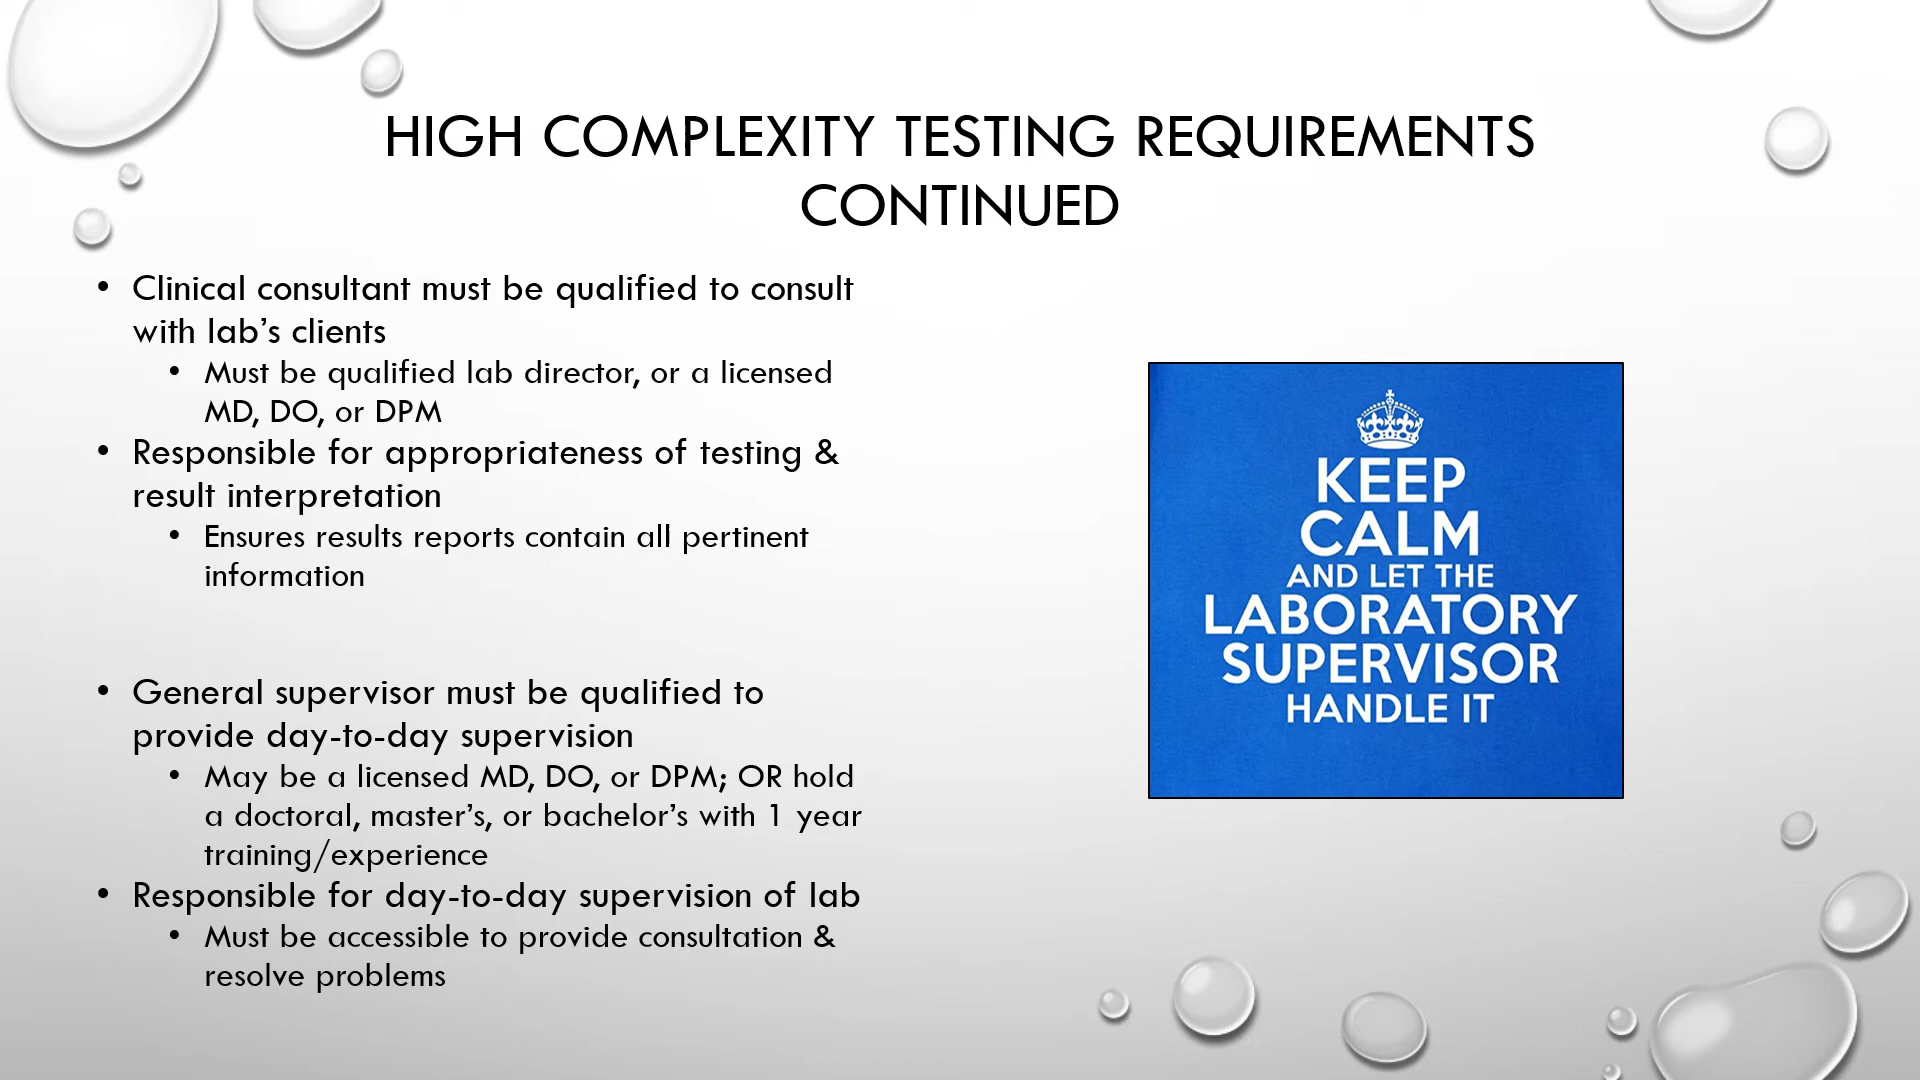 HIGH COMPLEXITY TESTING REQUIREMENTS
CONTINUED
• Clinical consultant must be qualified to consult
with lab’s clients
• Must be qualified lab director, or a licensed
MD, DO, or DPM
• Responsible for appropriateness of testing &
result interpretation
• Ensures results reports contain all pertinent
information
• General supervisor must be qualified to
provide day-to-day supervision
• May be a licensed MD, DO, or DPM; OR hold
a doctoral, master’s, or bachelor’s with 1 year
training/experience
• Responsible for day-to-day supervision of lab
• Must be accessible to provide consultation &
resolve problems
KEEP
CALM
AND LET THE
LABORATORY
SUPERVISOR
HANDLE IT